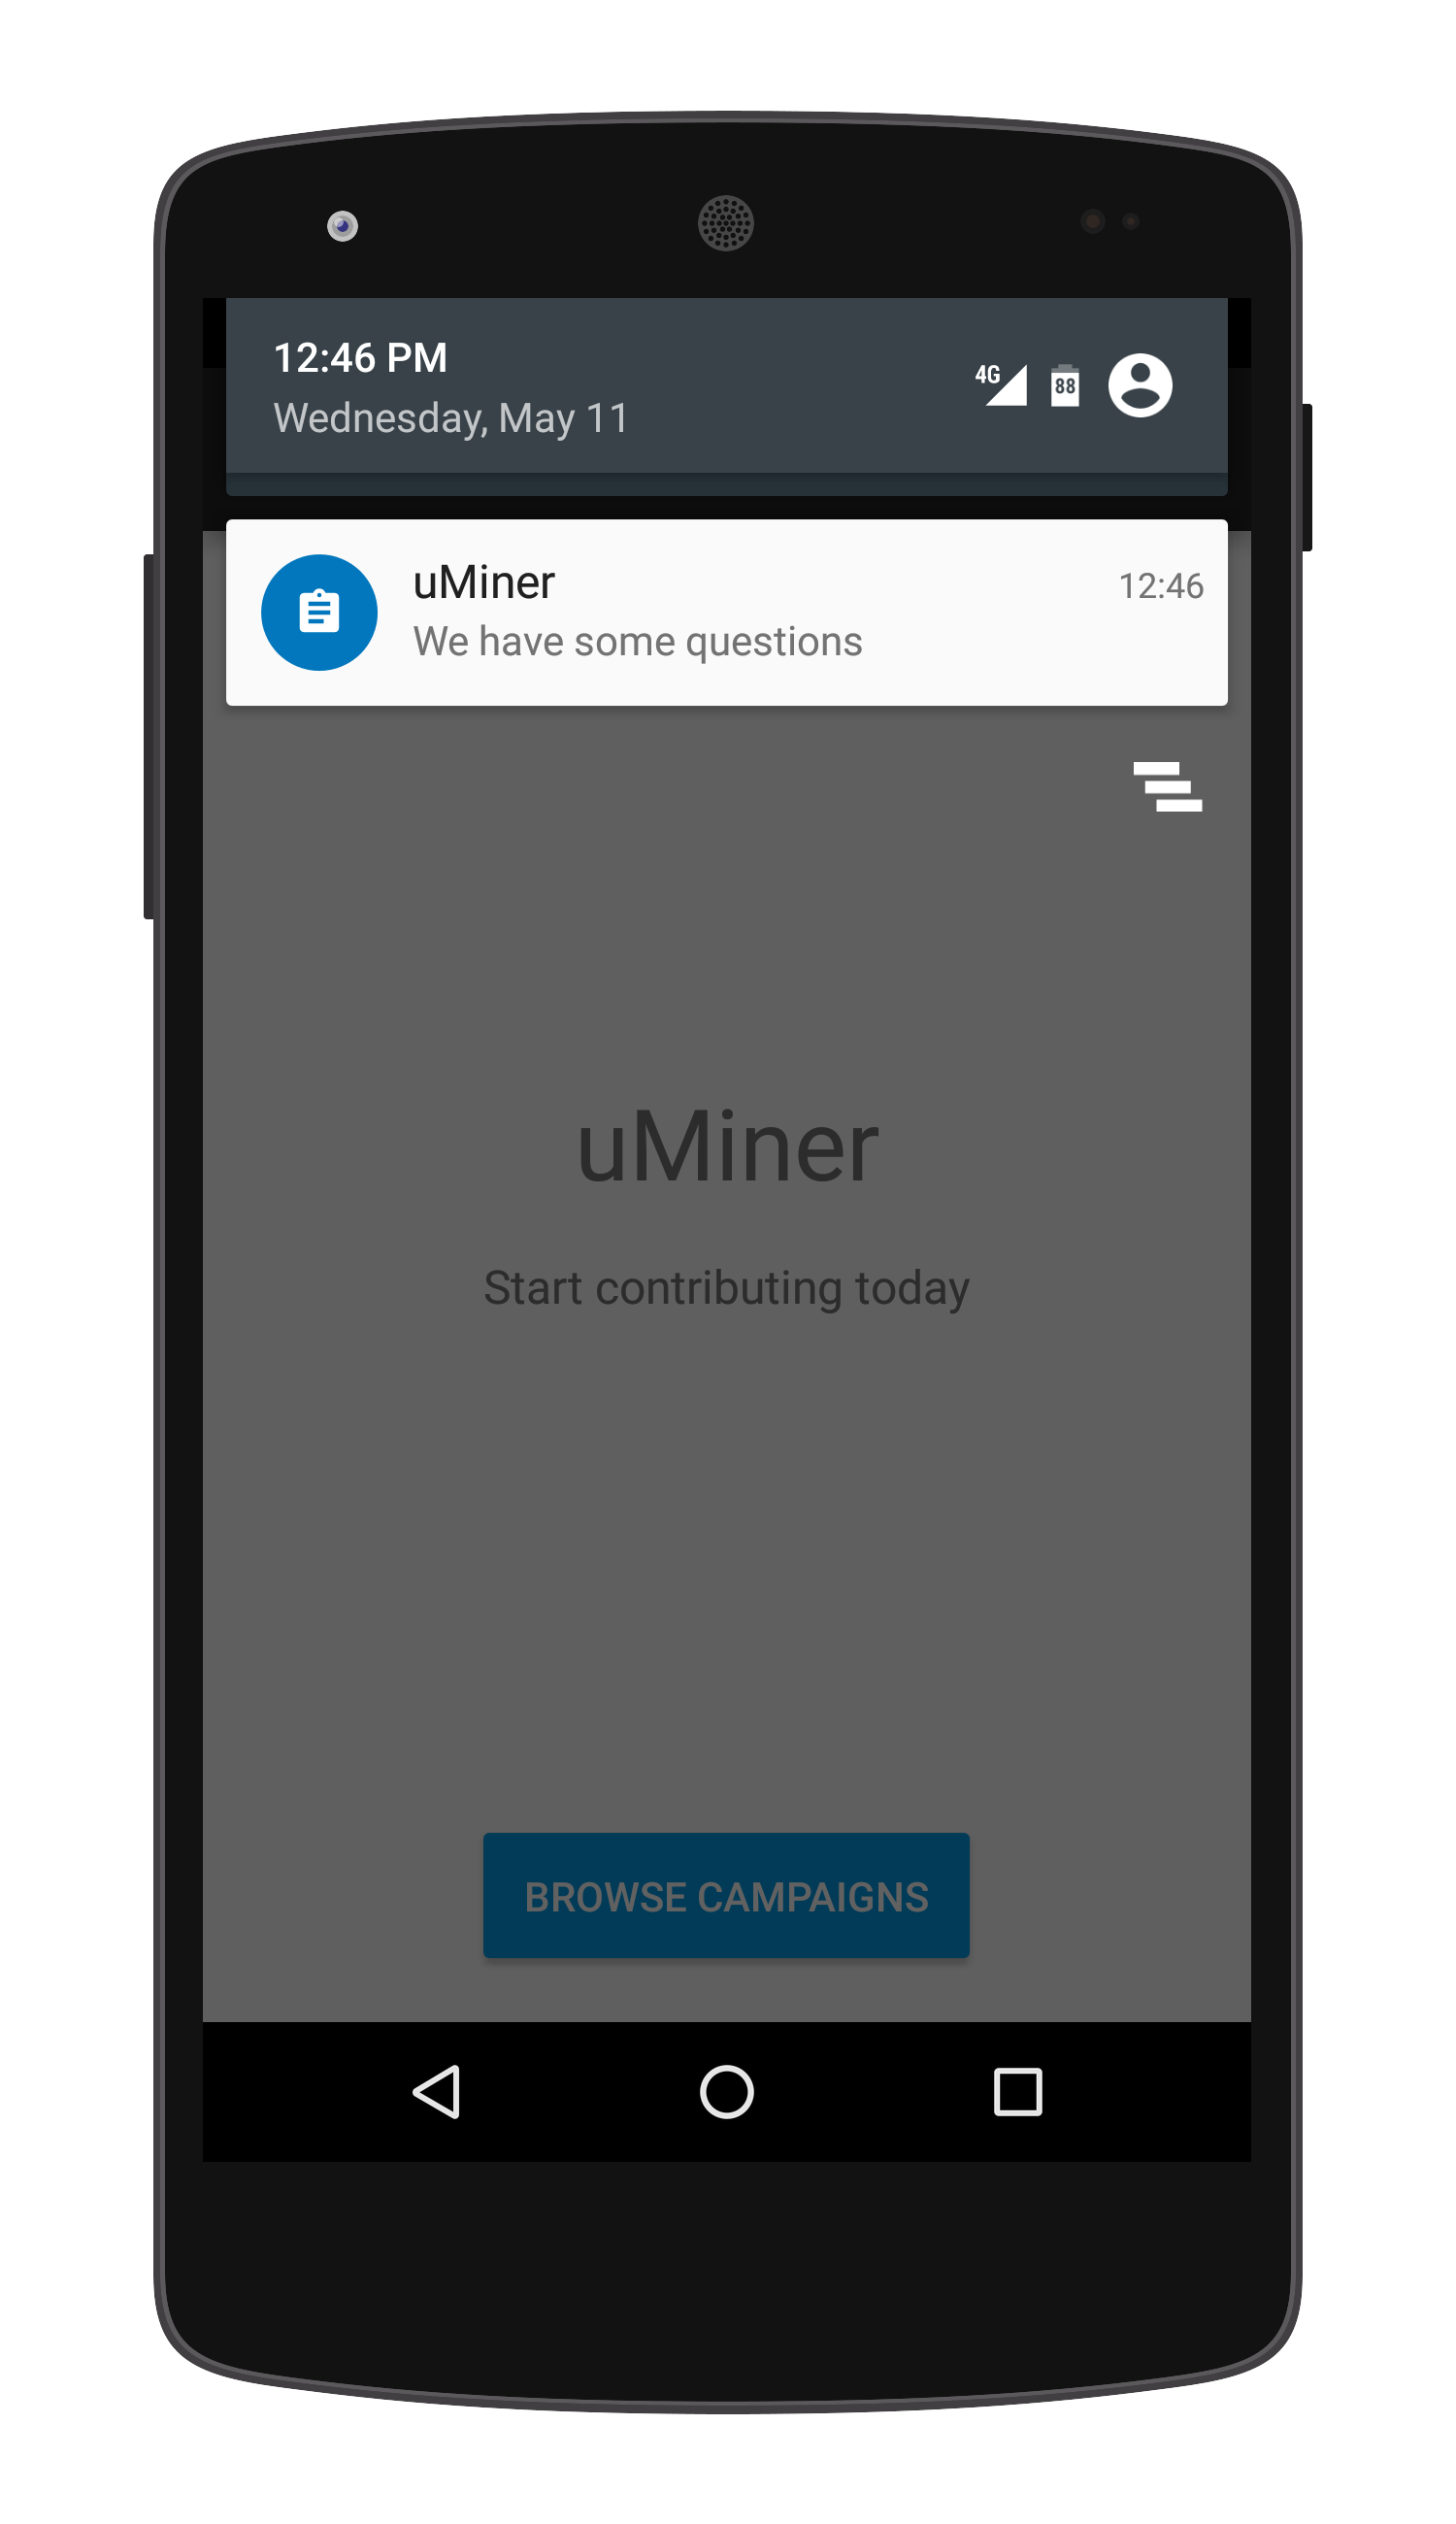 12:46 PM
4G
88
Wednesday, May 11
uMiner
12:46
We have some questions
uMiner
Start contributing today
BROWSE CAMPAIGNS